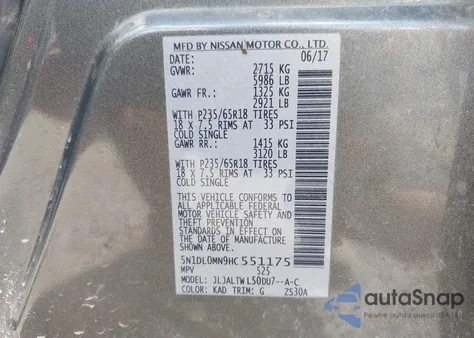 MFD BY NISSAN MOTOR CO., LTD.
DATE: 06/17
GVWR: 2715 KG
5986 LB
GAWR FR.: 1325 KG
2921 LB
WITH P235/65R18 TIRES
18 X 7.5 RIMS AT 33 PSI
COLD SINGLE
GAWR RR.: 1415 KG
3120 LB
WITH P235/65R18 TIRES
18 X 7.5 RIMS AT 33 PSI
COLD SINGLE
THIS VEHICLE CONFORMS TO
ALL APPLICABLE FEDERAL
MOTOR VEHICLE SAFETY AND
AND THEFT PREVENTION
STANDARDS IN EFFECT ON
THE DATE OF MANUFACTURE
SHOWN ABOVE.
5N1DL0MN9HC551175
MPV S25
MODEL: JLJALTWL50DU7--A-C
COLOR: KAD TRIM: G ZS30A
autoSnap
Powered by AutoAstat